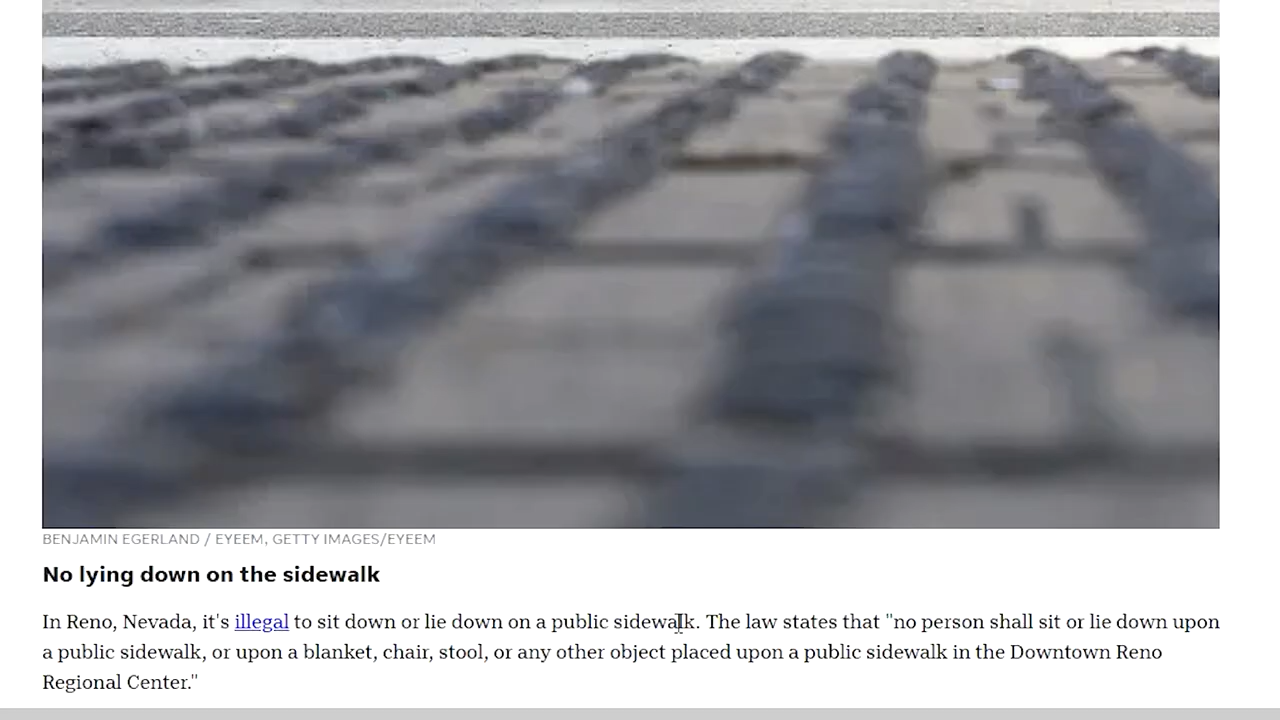 BENJAMIN EGERLAND / EYEEM, GETTY IMAGES/EYEEM
No lying down on the sidewalk
In Reno, Nevada, it's illegal to sit down or lie down on a public sidewalk. The law states that "no person shall sit or lie down upon
a public sidewalk, or upon a blanket, chair, stool, or any other object placed upon a public sidewalk in the Downtown Reno
Regional Center."